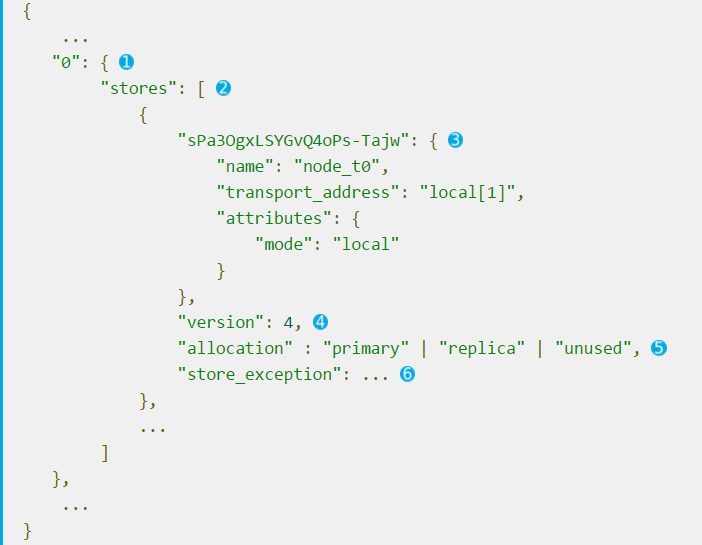 {
...
"0": { ❶
"stores": [ ❷
{
"sPa3OgxLSYGvQ4oPs-Tajw": { ❸
"name": "node_t0",
"transport_address": "local[1]",
"attributes": {
"mode": "local"
}
},
"version": 4, ❹
"allocation" : "primary" | "replica" | "unused", ❺
"store_exception": ... ❻
},
...
]
},
...
}